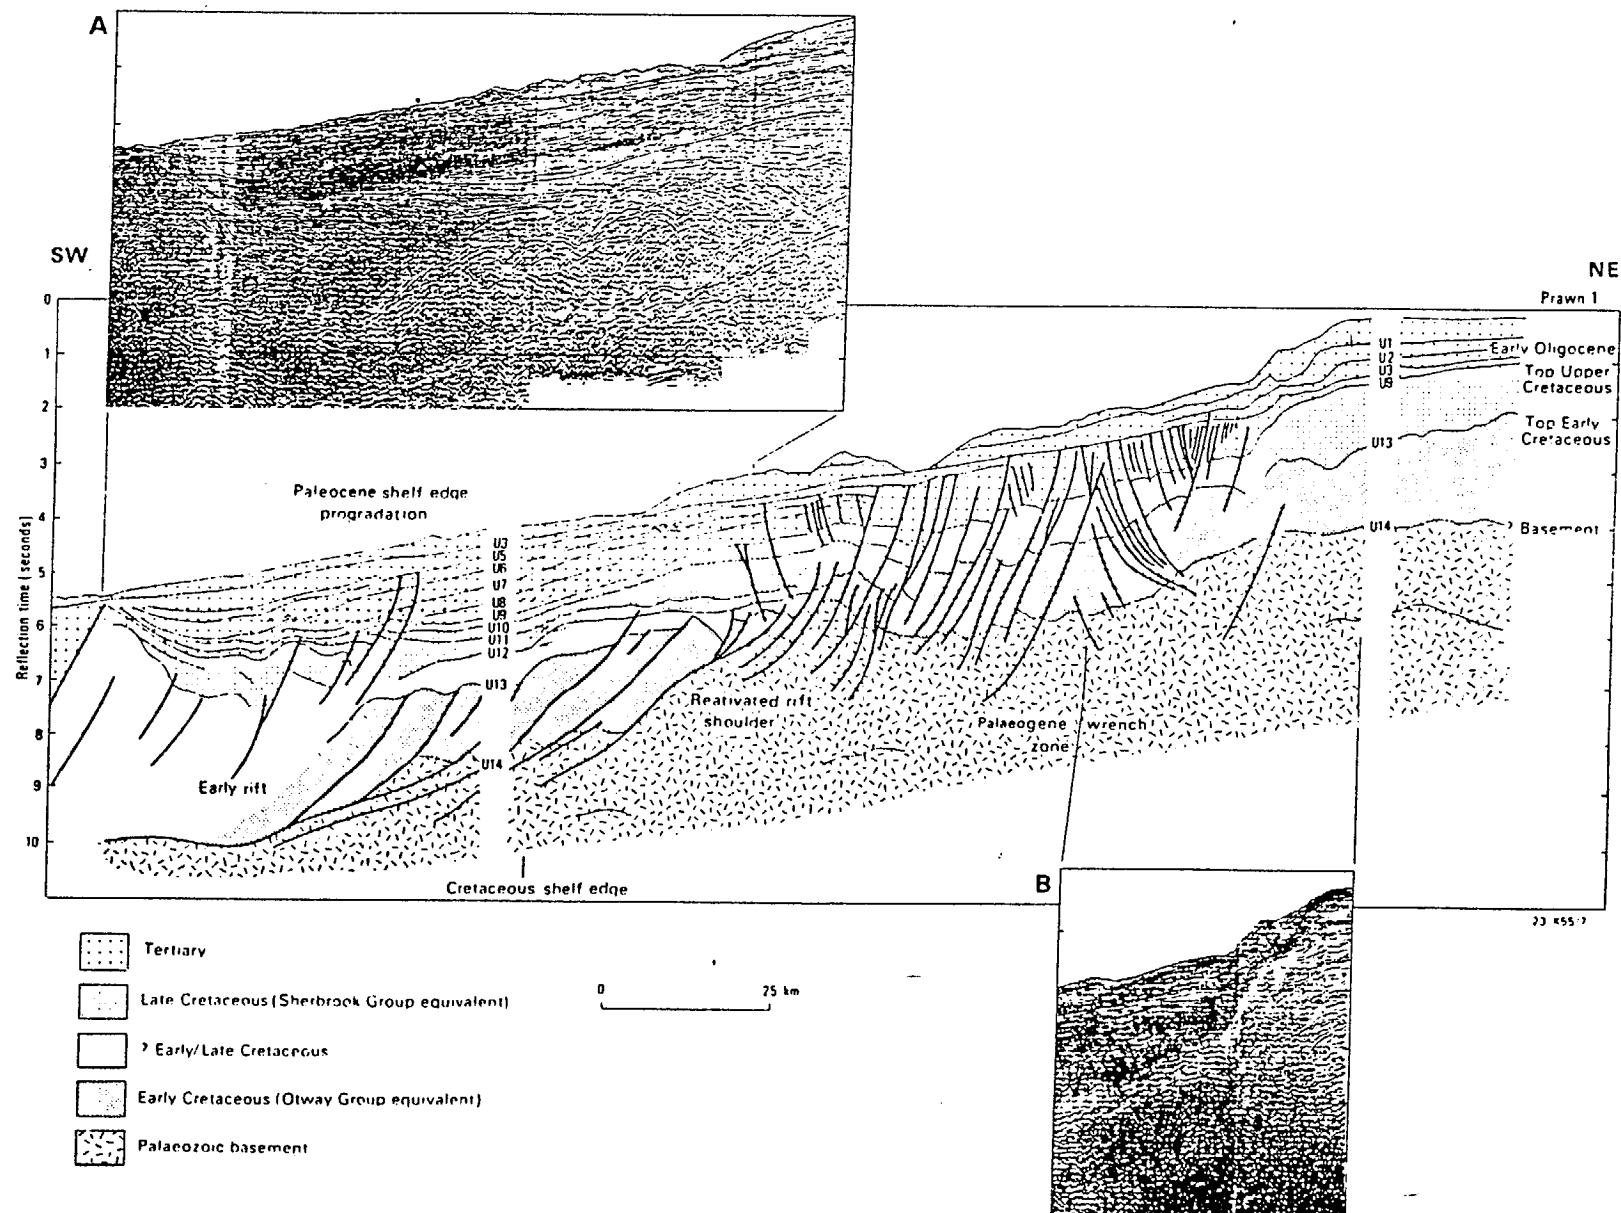 A
SW
NE
Prawn 1
0
1
2
3
4
5
6
7
8
9
10
Reflection time (seconds)
U1
U2
U3
U9
Early Oligocene
Top Upper
Cretaceous
Top Early
Cretaceous
U13
U14
? Basement
Paleocene shelf edge
progradation
U3
U5
U6
U7
U8
U9
U10
U11
U12
U13
U14
Early rift
Reativated rift
shoulder
Palaeogene wrench
zone
Cretaceous shelf edge
B
Tertiary
Late Cretaceous (Sherbrook Group equivalent)
? Early/Late Cretaceous
Early Cretaceous (Otway Group equivalent)
Palaeozoic basement
0 25 km